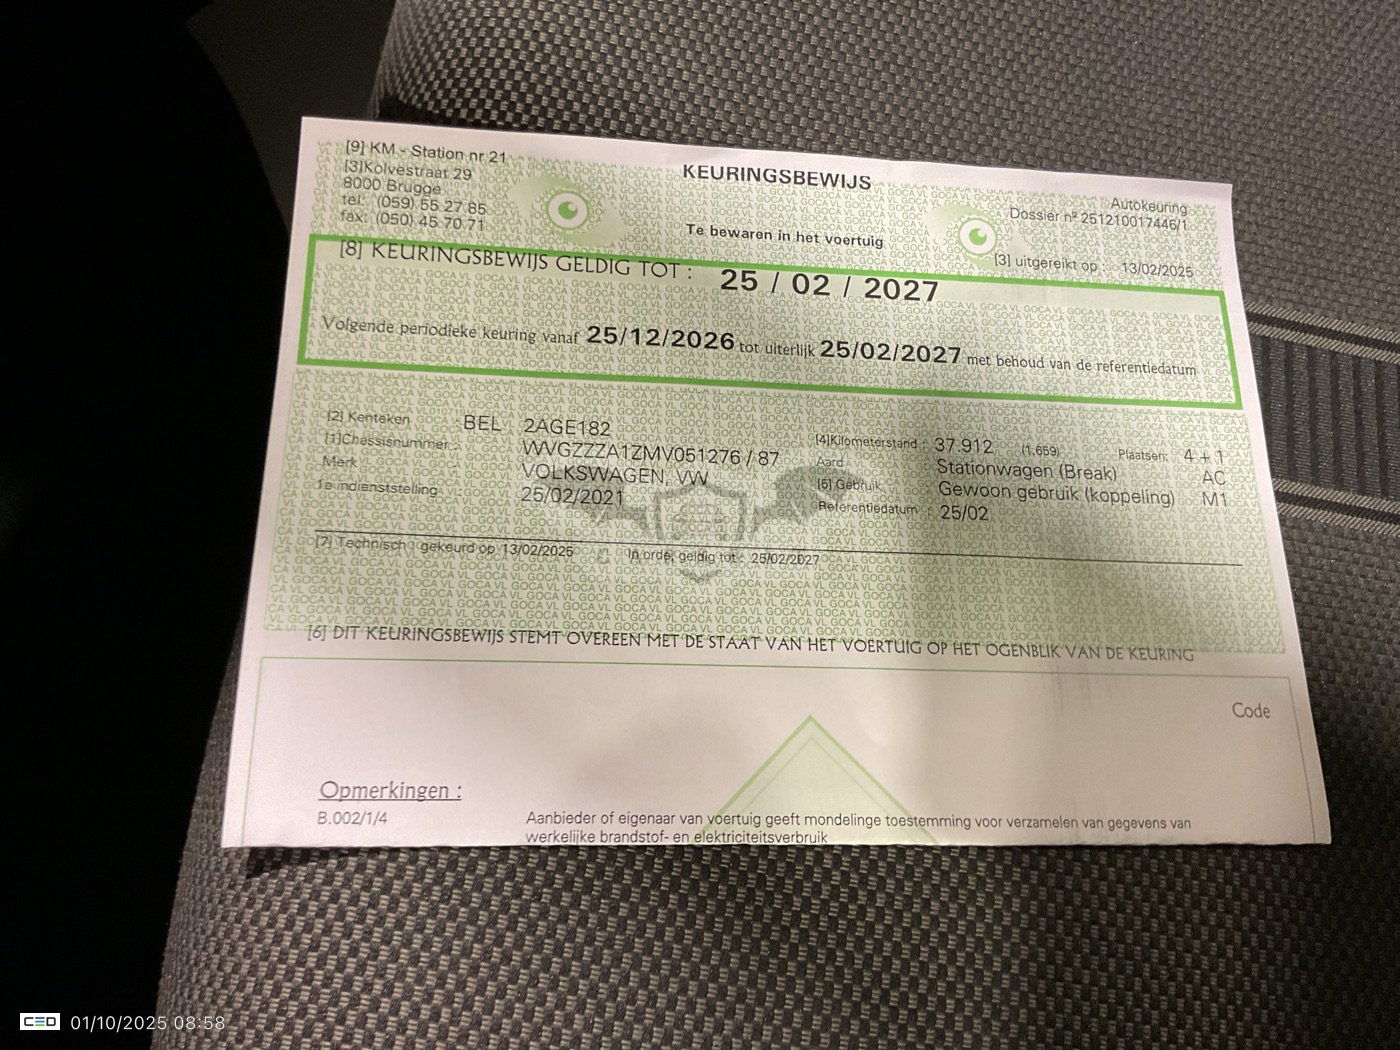 [9] KM - Station nr 21
[3]Kolvestraat 29
8000 Brugge
tel: (059) 55 27 85
fax: (050) 45 70 71
KEURINGSBEWIJS
Te bewaren in het voertuig
Autokeuring
Dossier nº 251210017446/1
[3] uitgereikt op : 13/02/2025
[8] KEURINGSBEWIJS GELDIG TOT : 25 / 02 / 2027
Volgende periodieke keuring vanaf 25/12/2026 tot uiterlijk 25/02/2027 met behoud van de referentiedatum
[2] Kenteken BEL 2AGE182
[1]Chassisnummer : WVGZZZA1ZMV051276 / 87
Merk : VOLKSWAGEN, VW
1e indienststelling : 25/02/2021
[4]Kilometerstand : 37.912 (1.659) Plaatsen: 4 + 1
Aard : Stationwagen (Break) AC
[5] Gebruik : Gewoon gebruik (koppeling) M1
Referentiedatum : 25/02
[7] Technisch : gekeurd op 13/02/2025 In orde, geldig tot : 25/02/2027
[6] DIT KEURINGSBEWIJS STEMT OVEREEN MET DE STAAT VAN HET VOERTUIG OP HET OGENBLIK VAN DE KEURING
Code
Opmerkingen :
B.002/1/4 Aanbieder of eigenaar van voertuig geeft mondelinge toestemming voor verzamelen van gegevens van
werkelijke brandstof- en elektriciteitsverbruik
CED 01/10/2025 08:58